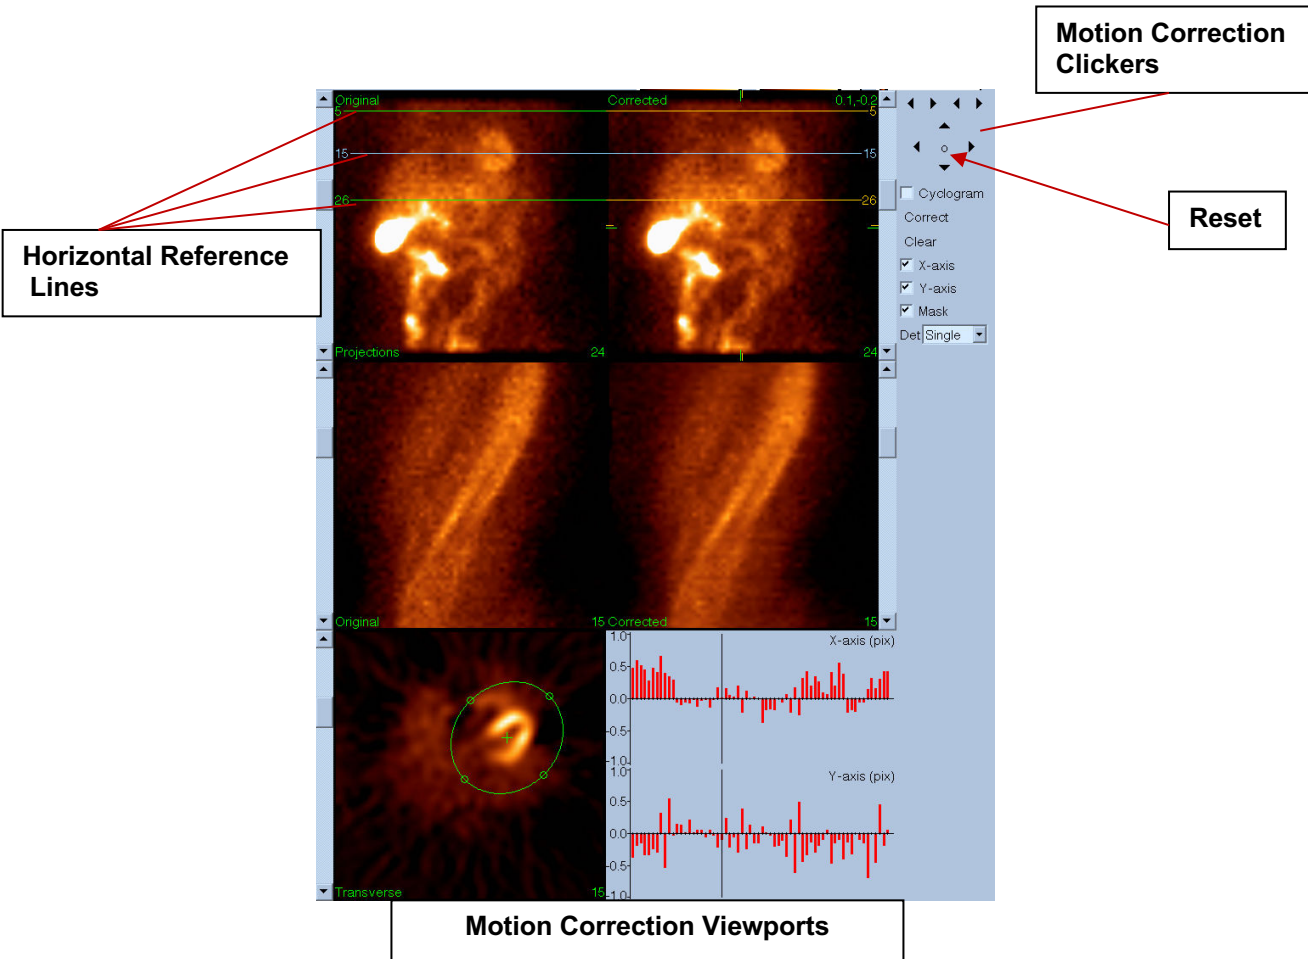 Motion Correction
Clickers
Original
Corrected
0.1,-0.2
5
5
15
15
26
26
Cyclogram
Correct
Clear
X-axis
Y-axis
Mask
Det Single
Reset
Horizontal Reference
Lines
Projections
24
24
Original
15
Corrected
15
X-axis (pix)
1.0
0.5
0.0
-0.5
-1.0
Y-axis (pix)
1.0
0.5
0.0
-0.5
-1.0
Transverse
15
Motion Correction Viewports